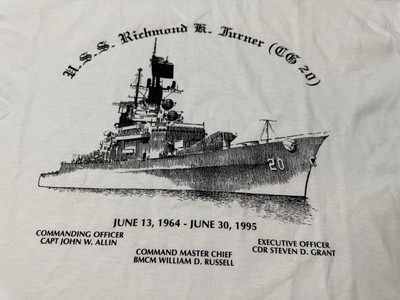 U.S.S. Richmond K. Turner (CG 20)
20
JUNE 13, 1964 - JUNE 30, 1995
COMMANDING OFFICER
CAPT JOHN W. ALLIN
COMMAND MASTER CHIEF
BMCM WILLIAM D. RUSSELL
EXECUTIVE OFFICER
CDR STEVEN D. GRANT